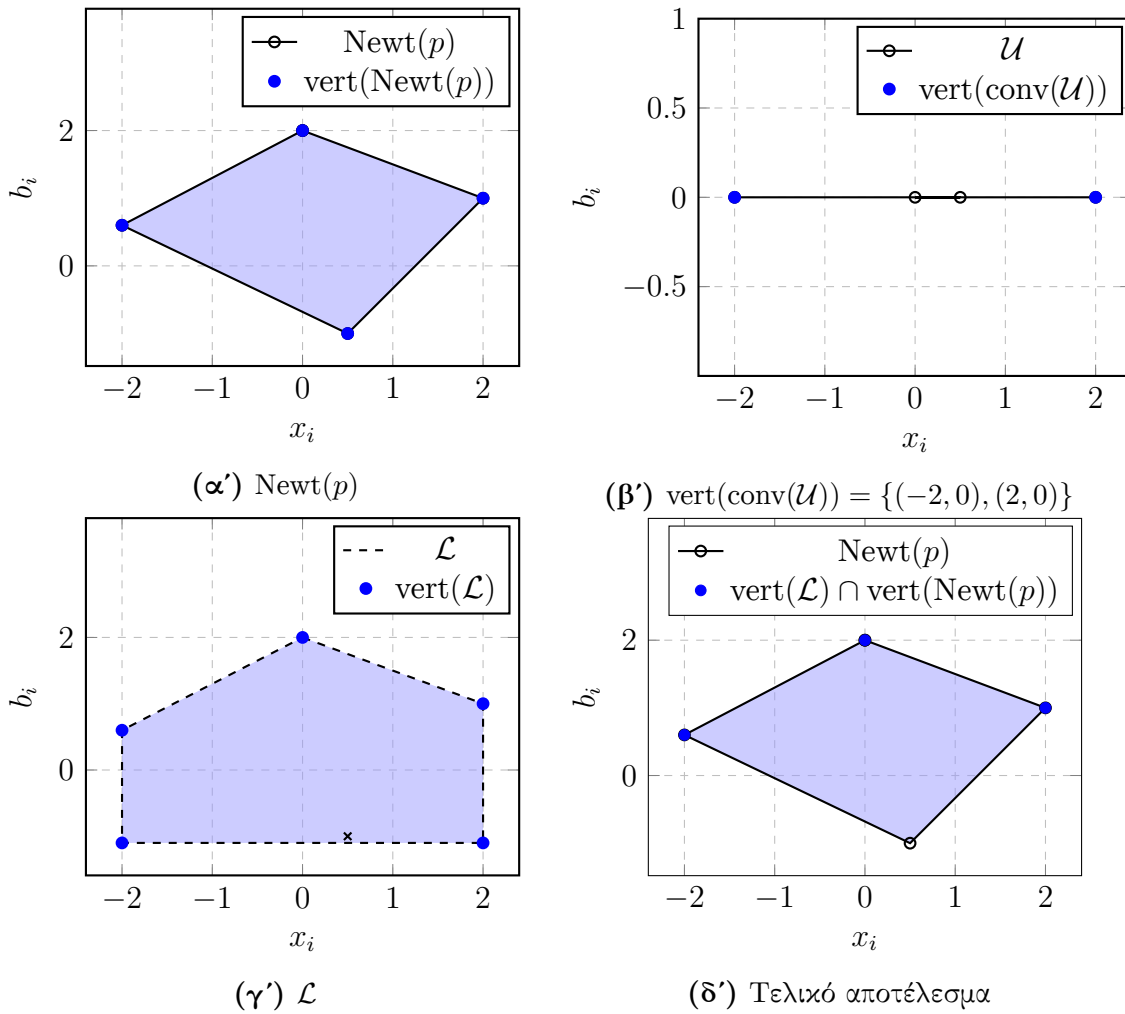 Newt(p)
vert(Newt(p))
2
0
b_i
−2 −1 0 1 2
x_i
(α′) Newt(p)
𝒰
vert(conv(𝒰))
1
0.5
0
−0.5
b_i
−2 −1 0 1 2
x_i
(β′) vert(conv(𝒰)) = {(−2, 0), (2, 0)}
ℒ
vert(ℒ)
2
0
b_i
−2 −1 0 1 2
x_i
(γ′) ℒ
Newt(p)
vert(ℒ) ∩ vert(Newt(p))
2
0
b_i
−2 −1 0 1 2
x_i
(δ′) Τελικό αποτέλεσμα